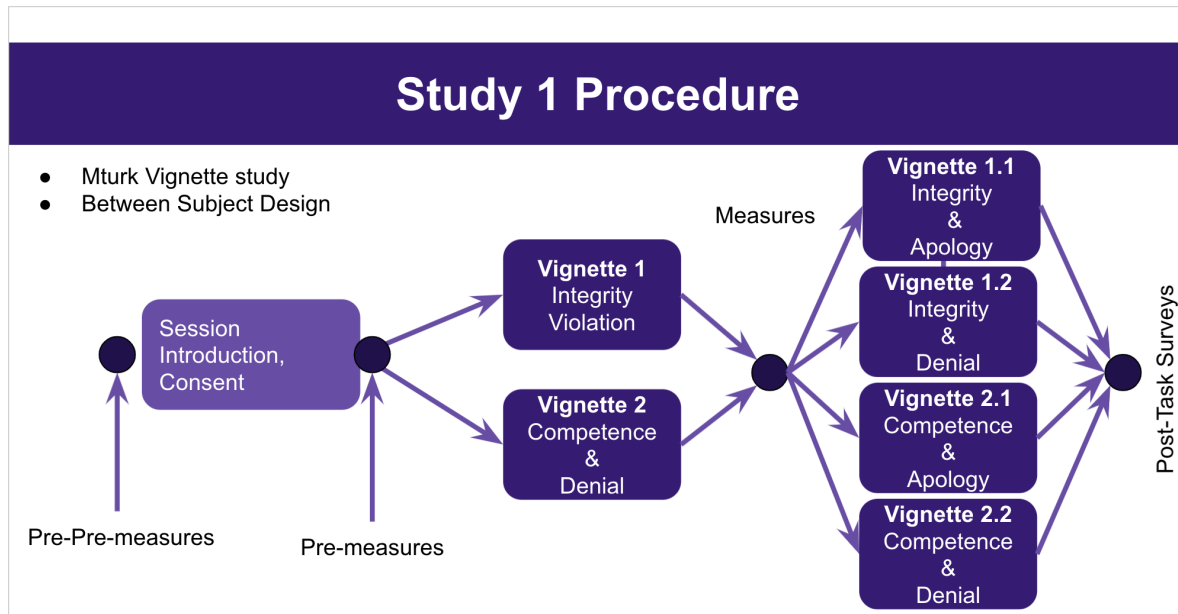 Study 1 Procedure
● Mturk Vignette study
● Between Subject Design
Session
Introduction,
Consent
Pre-Pre-measures
Pre-measures
Vignette 1
Integrity
Violation
Vignette 2
Competence
&
Denial
Measures
Vignette 1.1
Integrity
&
Apology
Vignette 1.2
Integrity
&
Denial
Vignette 2.1
Competence
&
Apology
Vignette 2.2
Competence
&
Denial
Post-Task Surveys